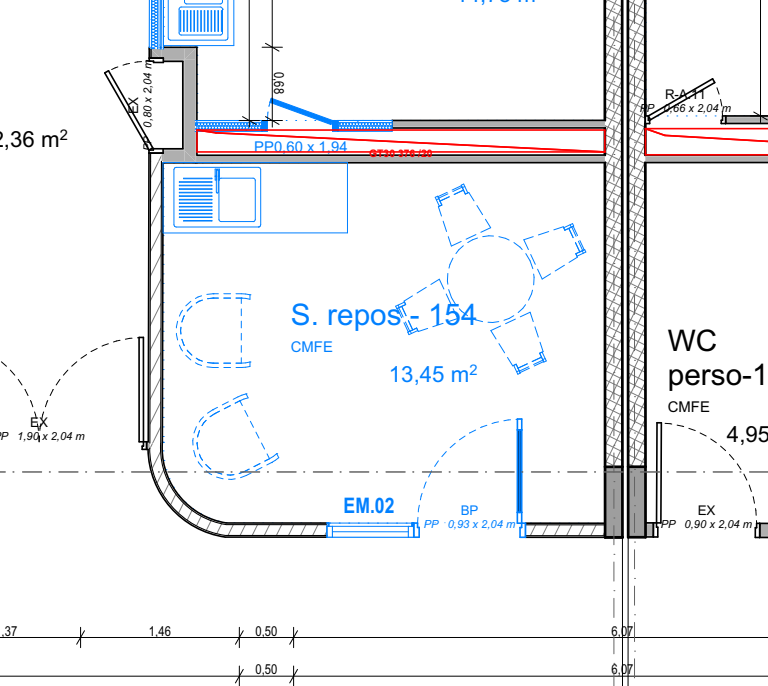 0,68
EX
0,80 x 2,04 m
R-A.11
PP 0,66 x 2,04 m
2,36 m²
PP0,60 x 1,94
S. repos - 154
CMFE
13,45 m²
WC
perso-1
CMFE
4,95
EX
PP 1,90 x 2,04 m
EM.02
BP
PP 0,93 x 2,04 m
EX
PP 0,90 x 2,04 m
,37
1,46
0,50
6,07
0,50
6,07